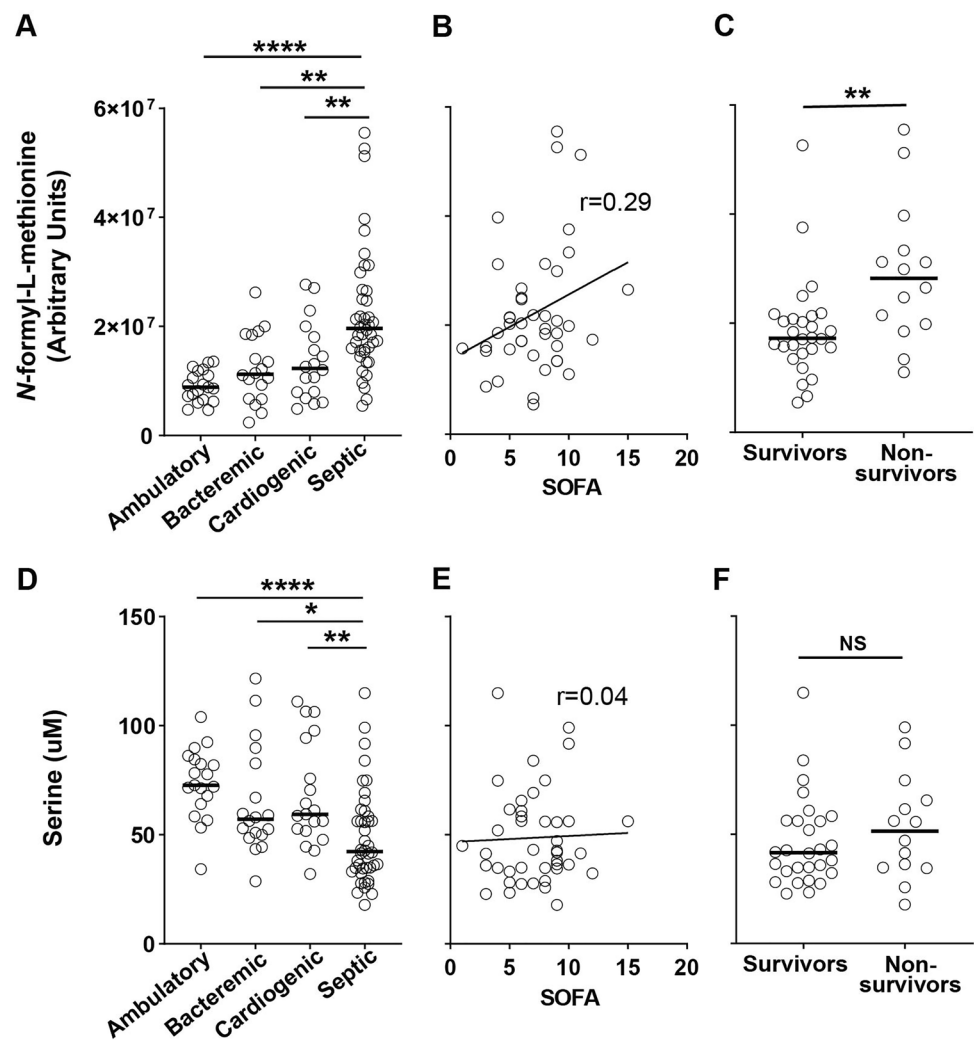 A
B
C
****
**
**
**
N-formyl-L-methionine
(Arbitrary Units)
6×10⁷
4×10⁷
2×10⁷
0
r=0.29
Ambulatory
Bacteremic
Cardiogenic
Septic
0 5 10 15 20
SOFA
Survivors
Non-
survivors
D
E
F
****
*
**
NS
Serine (uM)
150
100
50
0
r=0.04
Ambulatory
Bacteremic
Cardiogenic
Septic
0 5 10 15 20
SOFA
Survivors
Non-
survivors